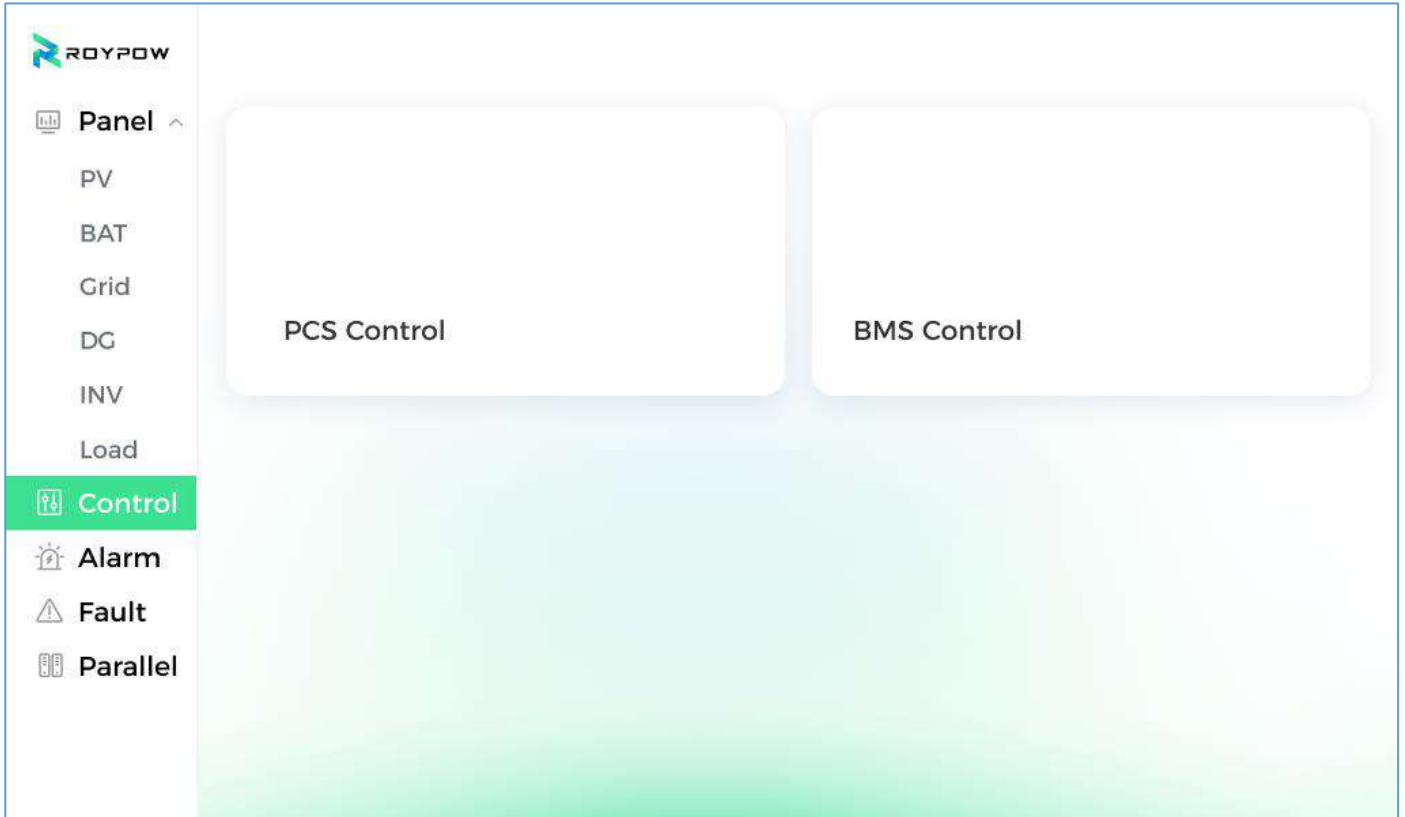 ROYPOW
Panel
PV
BAT
Grid
DG
INV
Load
Control
Alarm
Fault
Parallel
PCS Control
BMS Control